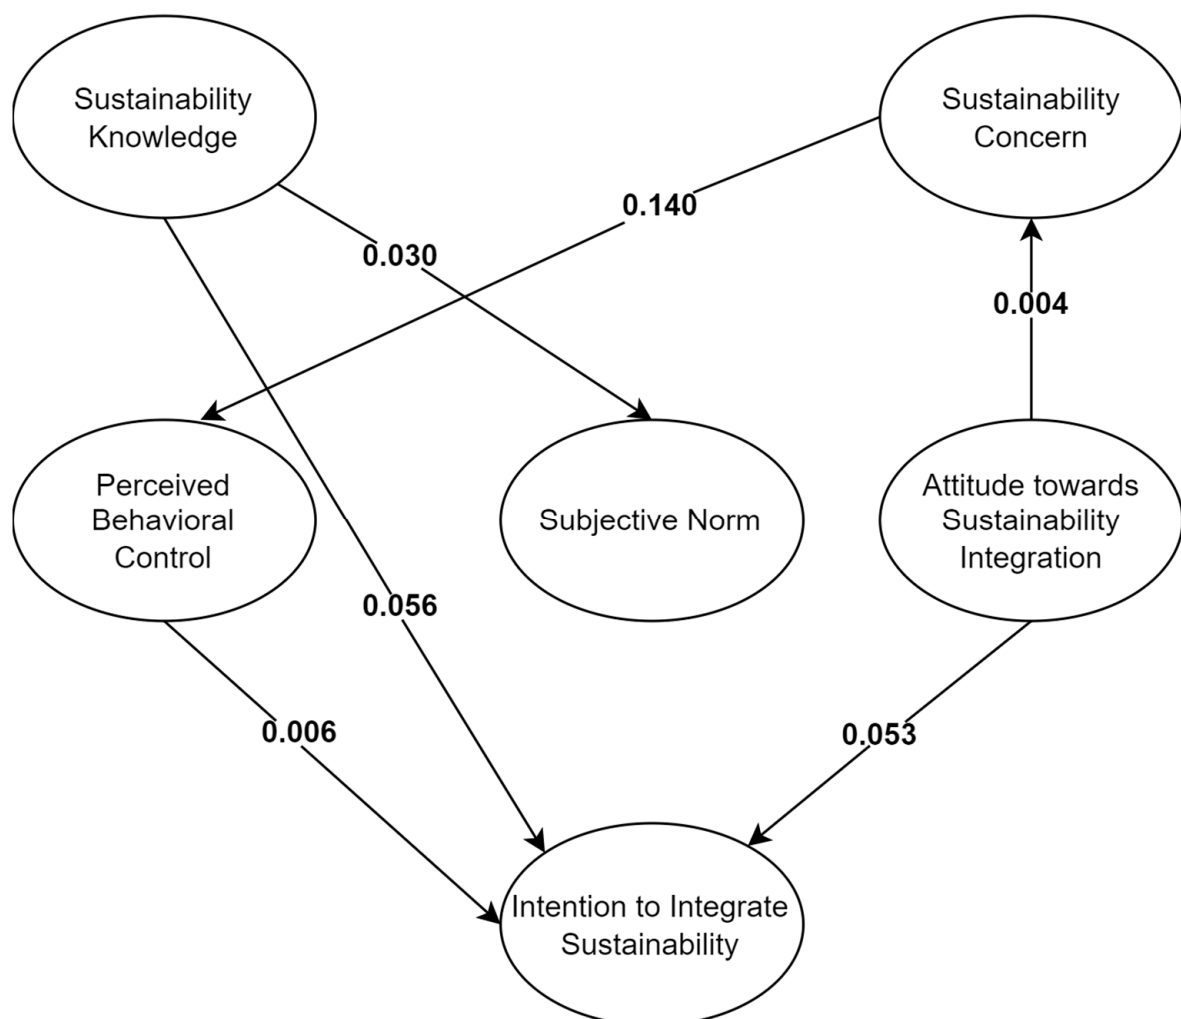 Sustainability
Knowledge
Sustainability
Concern
0.140
0.030
0.004
Perceived
Behavioral
Control
Subjective Norm
Attitude towards
Sustainability
Integration
0.056
0.006
0.053
Intention to Integrate
Sustainability